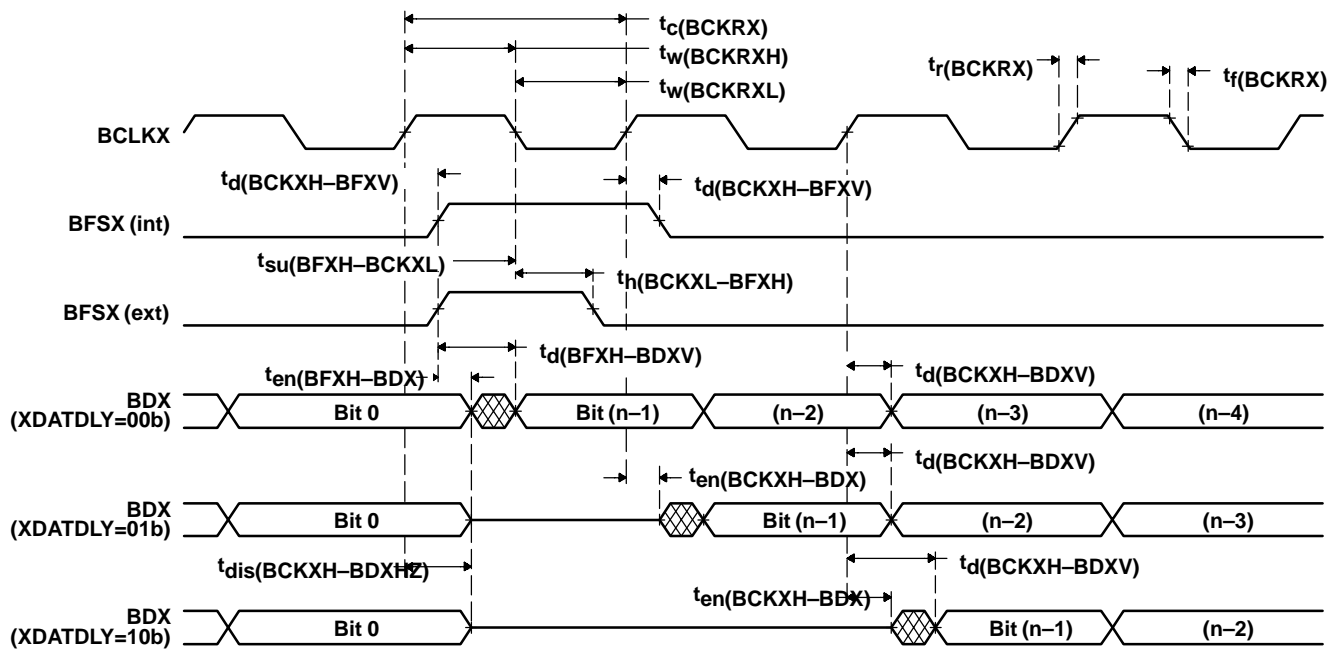 tc(BCKRX)
tw(BCKRXH)
tr(BCKRX)
tf(BCKRX)
tw(BCKRXL)
BCLKX
td(BCKXH–BFXV)
td(BCKXH–BFXV)
BFSX (int)
tsu(BFXH–BCKXL)
th(BCKXL–BFXH)
BFSX (ext)
td(BFXH–BDXV)
ten(BFXH–BDX)
td(BCKXH–BDXV)
BDX
(XDATDLY=00b)
Bit 0
Bit (n–1)
(n–2)
(n–3)
(n–4)
td(BCKXH–BDXV)
ten(BCKXH–BDX)
BDX
(XDATDLY=01b)
Bit 0
Bit (n–1)
(n–2)
(n–3)
tdis(BCKXH–BDXHZ)
td(BCKXH–BDXV)
ten(BCKXH–BDX)
BDX
(XDATDLY=10b)
Bit 0
Bit (n–1)
(n–2)